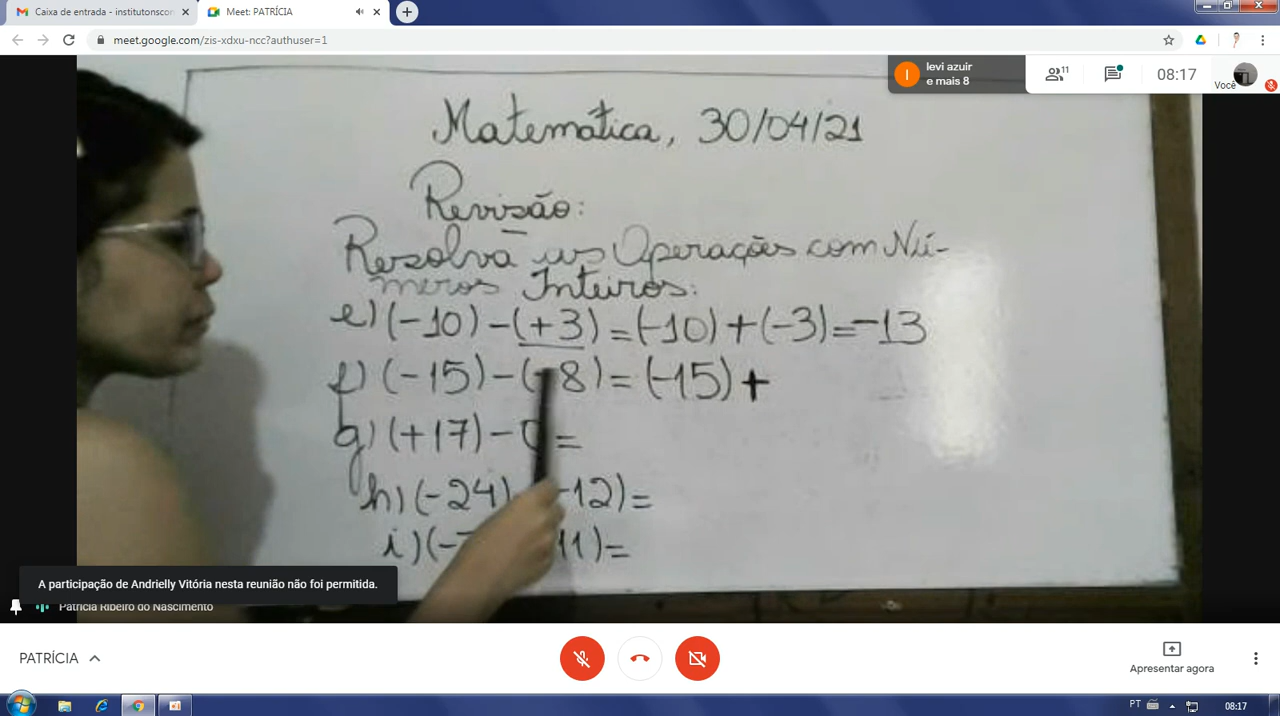 Caixa de entrada - institutonscon
Meet: PATRÍCIA
meet.google.com/zis-xdxu-ncc?authuser=1
levi azuir
e mais 8
11
08:17
Você
Matemática, 30/04/21
Revisão:
Resolva as Operações com Nú-
meros Inteiros:
e) (-10) - (+3) = (-10) + (-3) = -13
f) (-15) - ( 8) = (-15) +
g) (+17) - =
h) (-24) -12) =
i) (- 11) =
A participação de Andrielly Vitória nesta reunião não foi permitida.
Patrícia Ribeiro do Nascimento
PATRÍCIA
Apresentar agora
PT
08:17